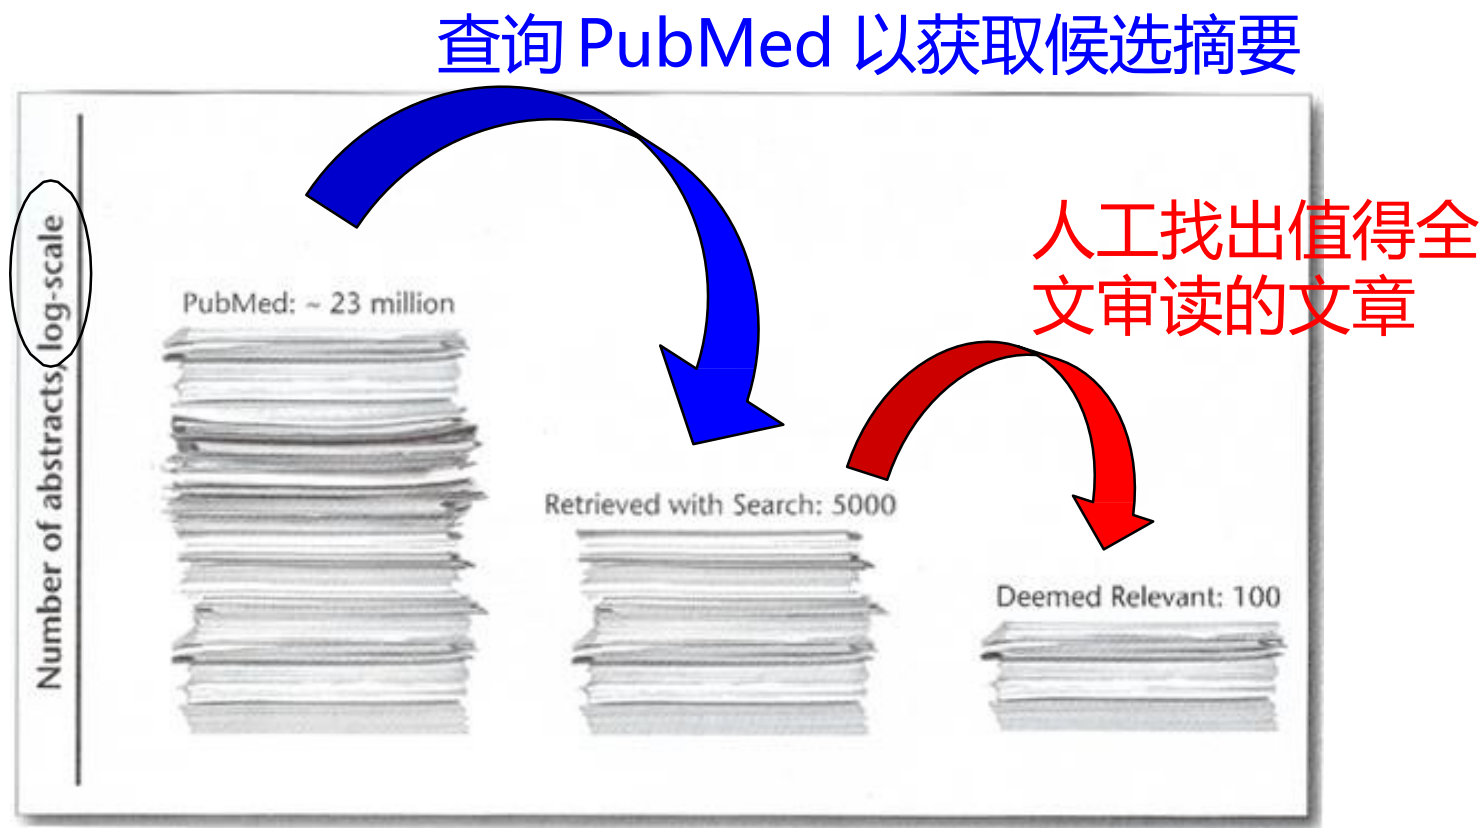 查询 PubMed 以获取候选摘要
人工找出值得全
文审读的文章
PubMed: ~ 23 million
Retrieved with Search: 5000
Deemed Relevant: 100
Number of abstracts, log-scale